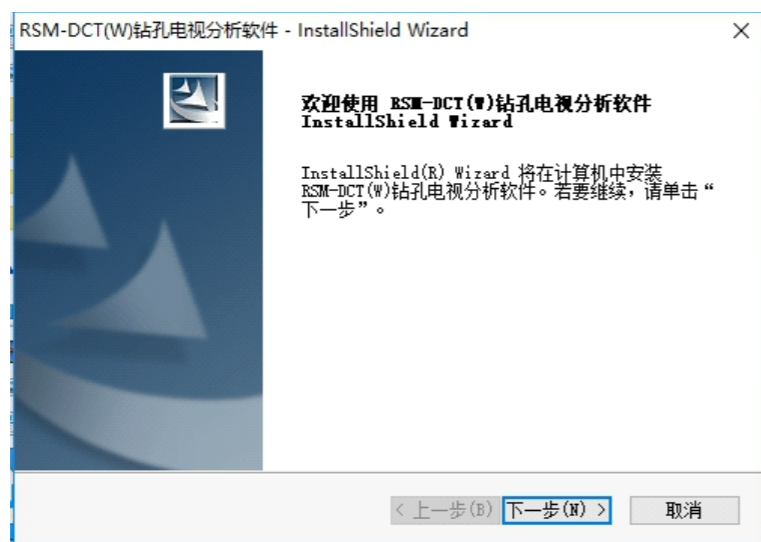 RSM-DCT(W)钻孔电视分析软件 - InstallShield Wizard
欢迎使用 RSM-DCT(W)钻孔电视分析软件
InstallShield Wizard
InstallShield(R) Wizard 将在计算机中安装
RSM-DCT(W)钻孔电视分析软件。若要继续，请单击“
下一步”。
< 上一步(B)
下一步(N) >
取消